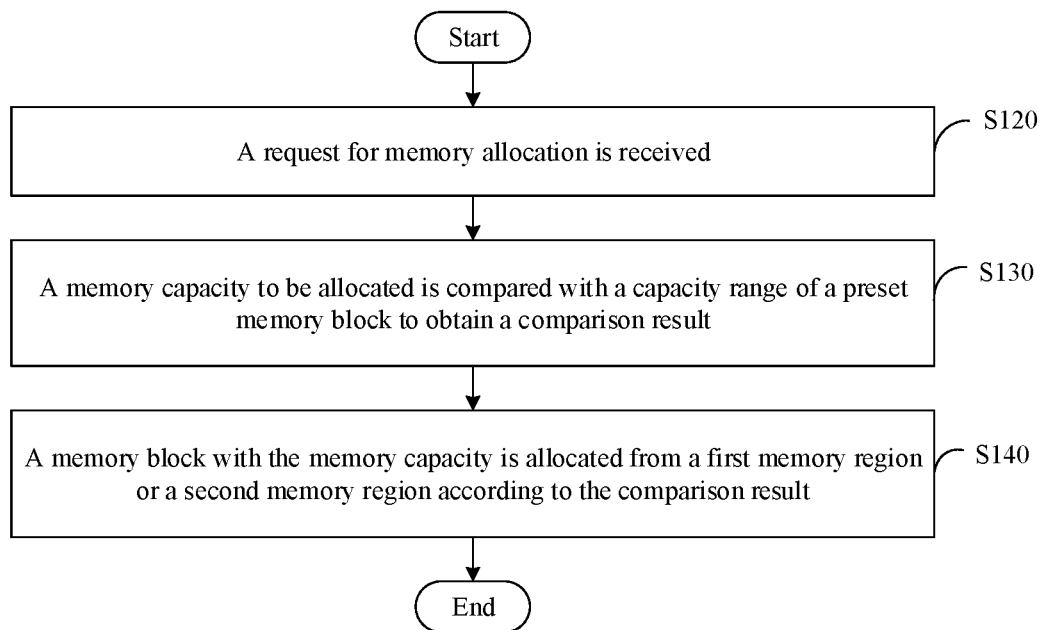 Start
A request for memory allocation is received
S120
A memory capacity to be allocated is compared with a capacity range of a preset
memory block to obtain a comparison result
S130
A memory block with the memory capacity is allocated from a first memory region
or a second memory region according to the comparison result
S140
End